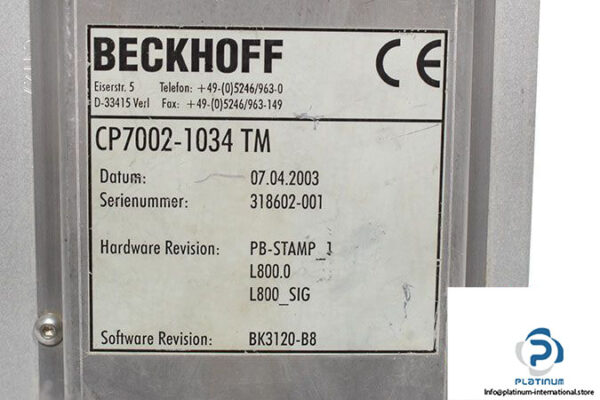 BECKHOFF
CE
Eiserstr. 5 Telefon: +49-(0)5246/963-0
D-33415 Verl Fax: +49-(0)5246/963-149
CP7002-1034 TM
Datum: 07.04.2003
Serienummer: 318602-001
Hardware Revision: PB-STAMP_1
L800.0
L800_SIG
Software Revision: BK3120-B8
PLATINUM
Info@platinum-international.store